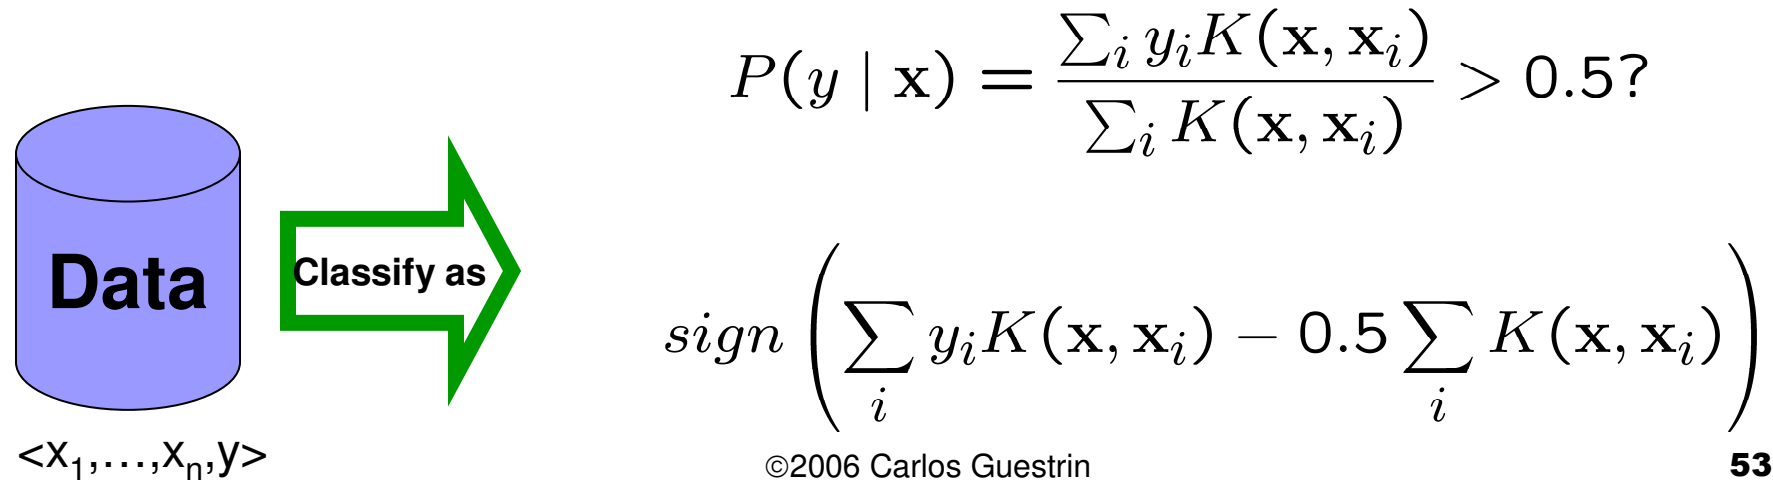 P(y | x) = ∑_i y_i K(x, x_i) / ∑_i K(x, x_i) > 0.5?
Data
Classify as
sign ( ∑_i y_i K(x, x_i) − 0.5 ∑_i K(x, x_i) )
<x_1,…,x_n,y>
©2006 Carlos Guestrin
53